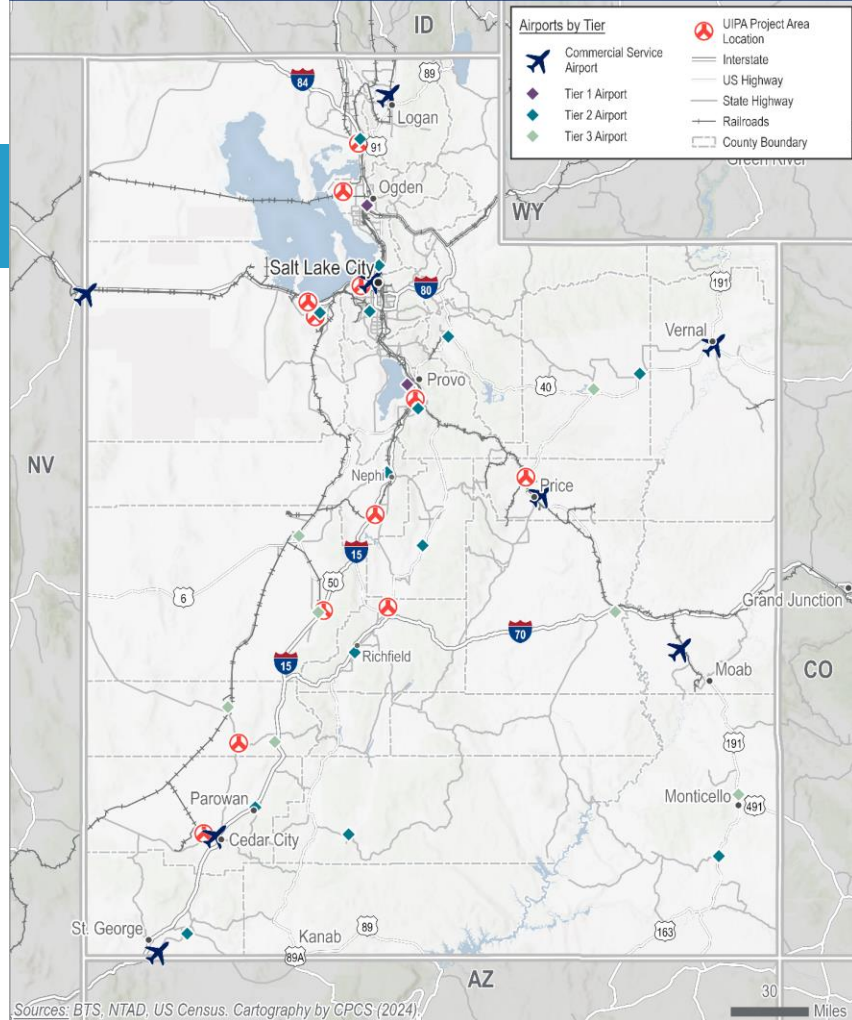 ID
Airports by Tier
Commercial Service
Airport
Tier 1 Airport
Tier 2 Airport
Tier 3 Airport
UIPA Project Area
Location
Interstate
US Highway
State Highway
Railroads
County Boundary
Green River
84
89
Logan
91
Ogden
WY
Salt Lake City
80
191
Vernal
Provo
40
NV
Nephi
Price
15
50
6
Grand Junction
70
Richfield
15
Moab
CO
191
Parowan
Monticello
491
Cedar City
St. George
Kanab
89
163
89A
AZ
30
Sources: BTS, NTAD, US Census. Cartography by CPCS (2024).
Miles